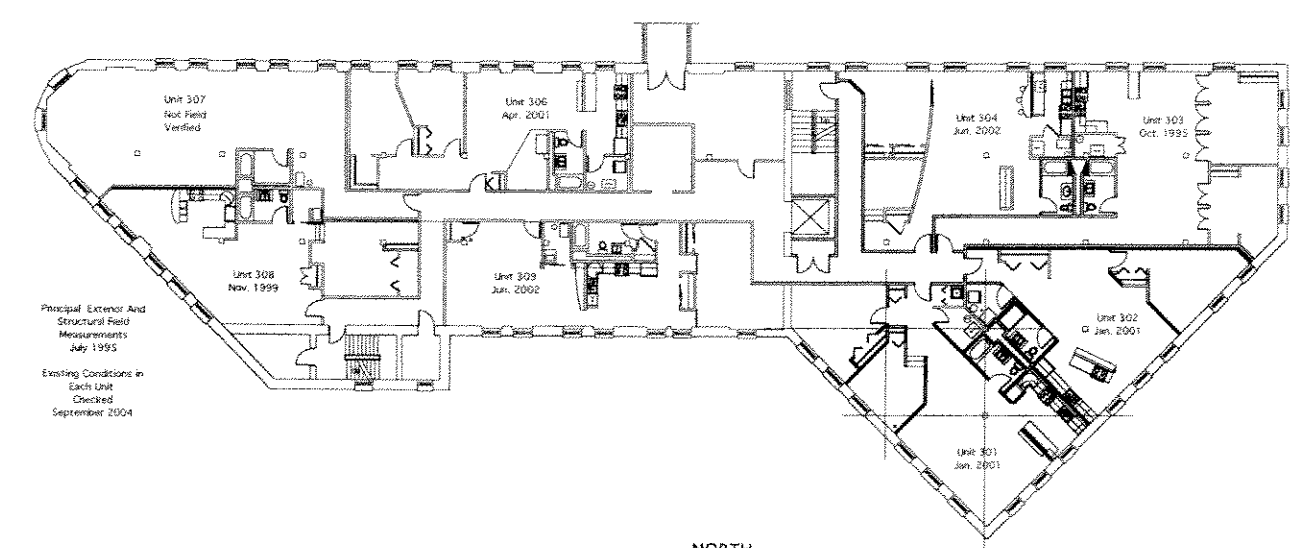 Unit 307
Not Field
Verified
Unit 306
Apr. 2001
Unit 304
Jun. 2002
Unit 303
Oct. 1995
Unit 308
Nov. 1999
Unit 309
Jun. 2002
Unit 302
Jan. 2001
Unit 301
Jan. 2001
Principal Exterior And
Structural Field
Measurements
July 1995
Existing Conditions in
Each Unit
Checked
September 2004
NORTH